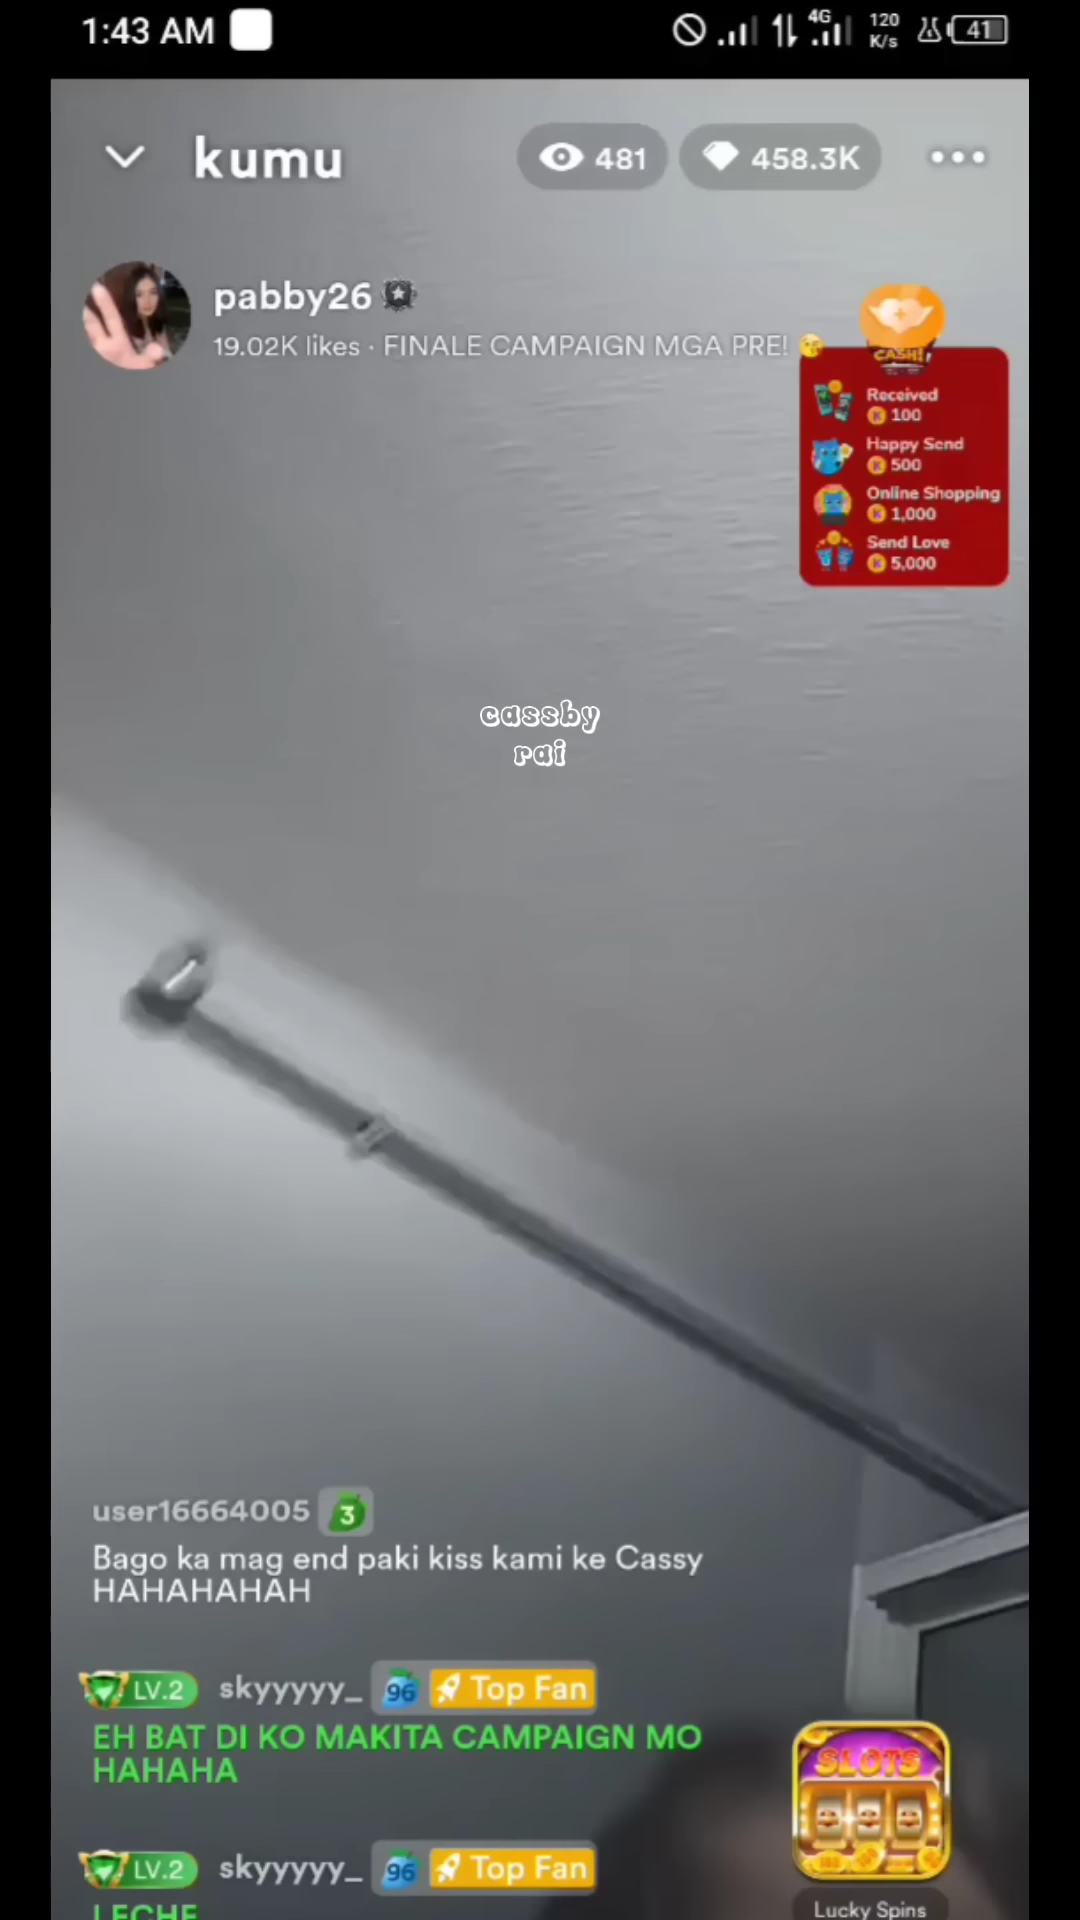 1:43 AM
4G
120
K/s
41
kumu
481
458.3K
pabby26
19.02K likes · FINALE CAMPAIGN MGA PRE! 😘
CASH!
Received
100
Happy Send
500
Online Shopping
1,000
Send Love
5,000
cassby
rai
user16664005 3
Bago ka mag end paki kiss kami ke Cassy
HAHAHAHAH
LV.2 skyyyyy_ 96 Top Fan
EH BAT DI KO MAKITA CAMPAIGN MO
HAHAHA
SLOTS
LV.2 skyyyyy_ 96 Top Fan
LECHE
Lucky Spins